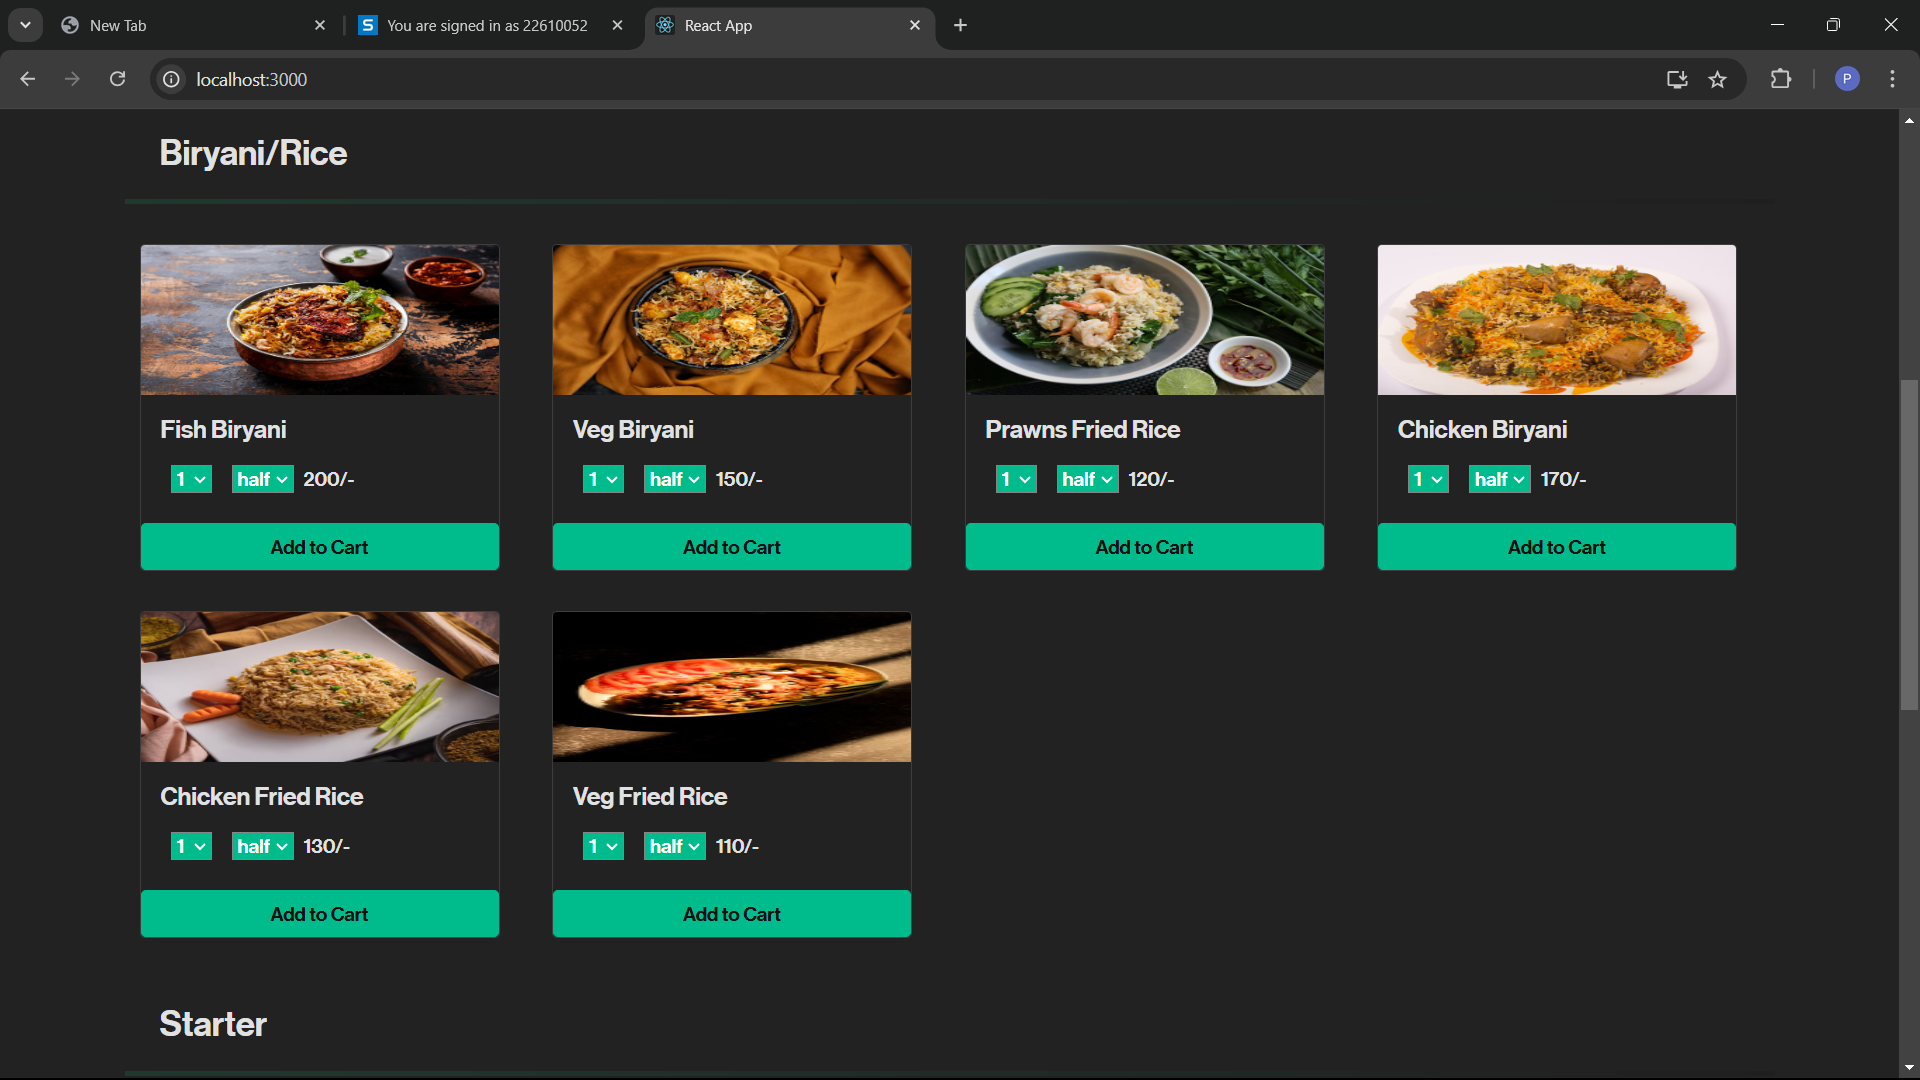 New Tab
S You are signed in as 22610052
React App
localhost:3000
P
Biryani/Rice
Fish Biryani
1 half 200/-
Add to Cart
Veg Biryani
1 half 150/-
Add to Cart
Prawns Fried Rice
1 half 120/-
Add to Cart
Chicken Biryani
1 half 170/-
Add to Cart
Chicken Fried Rice
1 half 130/-
Add to Cart
Veg Fried Rice
1 half 110/-
Add to Cart
Starter